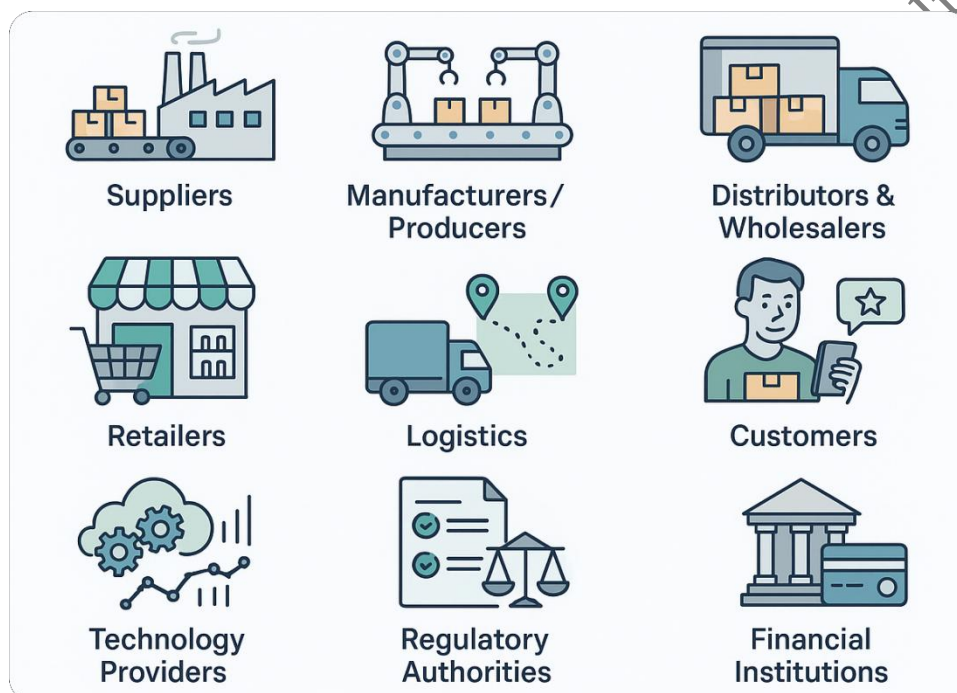 Suppliers
Manufacturers/
Producers
Distributors &
Wholesalers
Retailers
Logistics
Customers
Technology
Providers
Regulatory
Authorities
Financial
Institutions